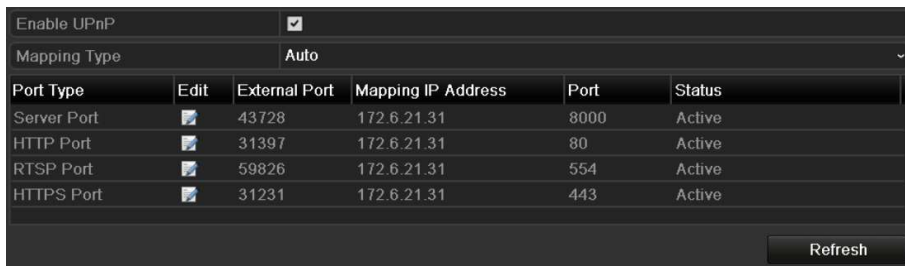 Enable UPnP
Mapping Type Auto
Port Type Edit External Port Mapping IP Address Port Status
Server Port 43728 172.6.21.31 8000 Active
HTTP Port 31397 172.6.21.31 80 Active
RTSP Port 59826 172.6.21.31 554 Active
HTTPS Port 31231 172.6.21.31 443 Active
Refresh